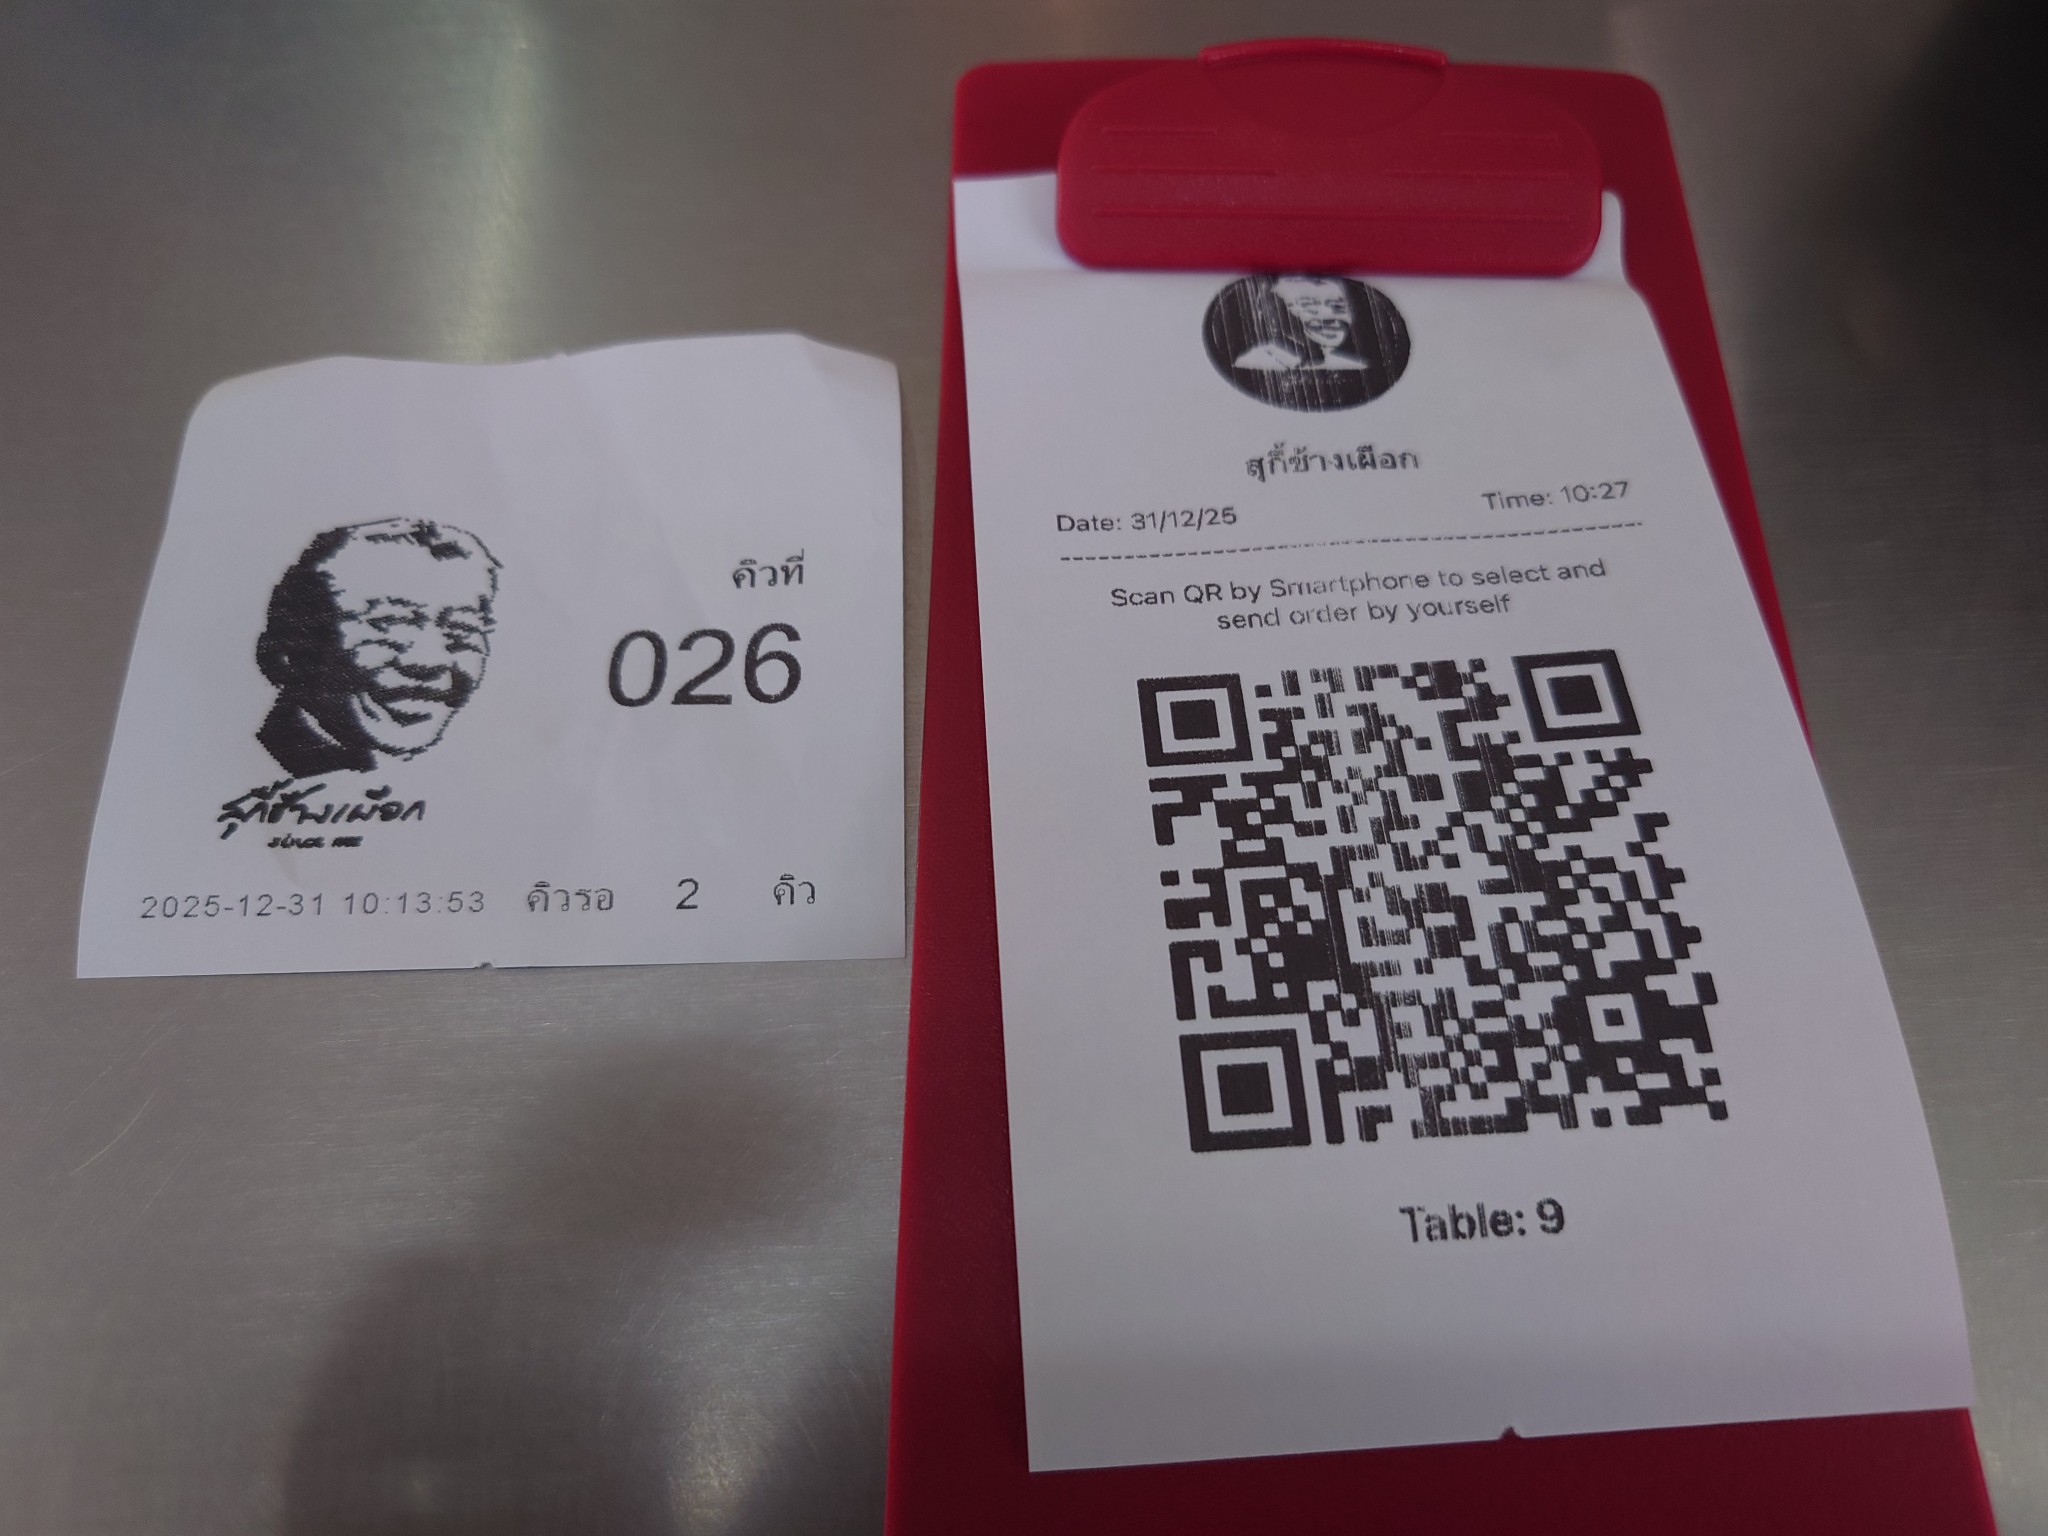 คิวที่
026
สุกี้ช้างเผือก
since
2025-12-31 10:13:53 คิวรอ 2 คิว
สุกี้ช้างเผือก
Date: 31/12/25 Time: 10:27
Scan QR by Smartphone to select and
send order by yourself
Table: 9